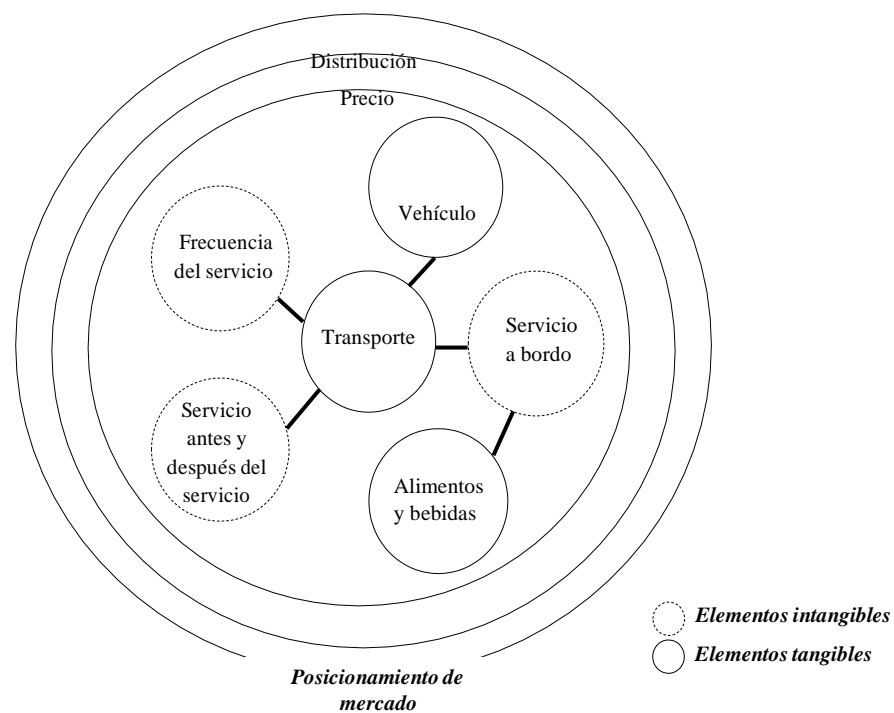 Distribución
Precio
Vehículo
Frecuencia
del servicio
Transporte
Servicio
a bordo
Servicio
antes y
después del
servicio
Alimentos
y bebidas
Elementos intangibles
Elementos tangibles
Posicionamiento de
mercado